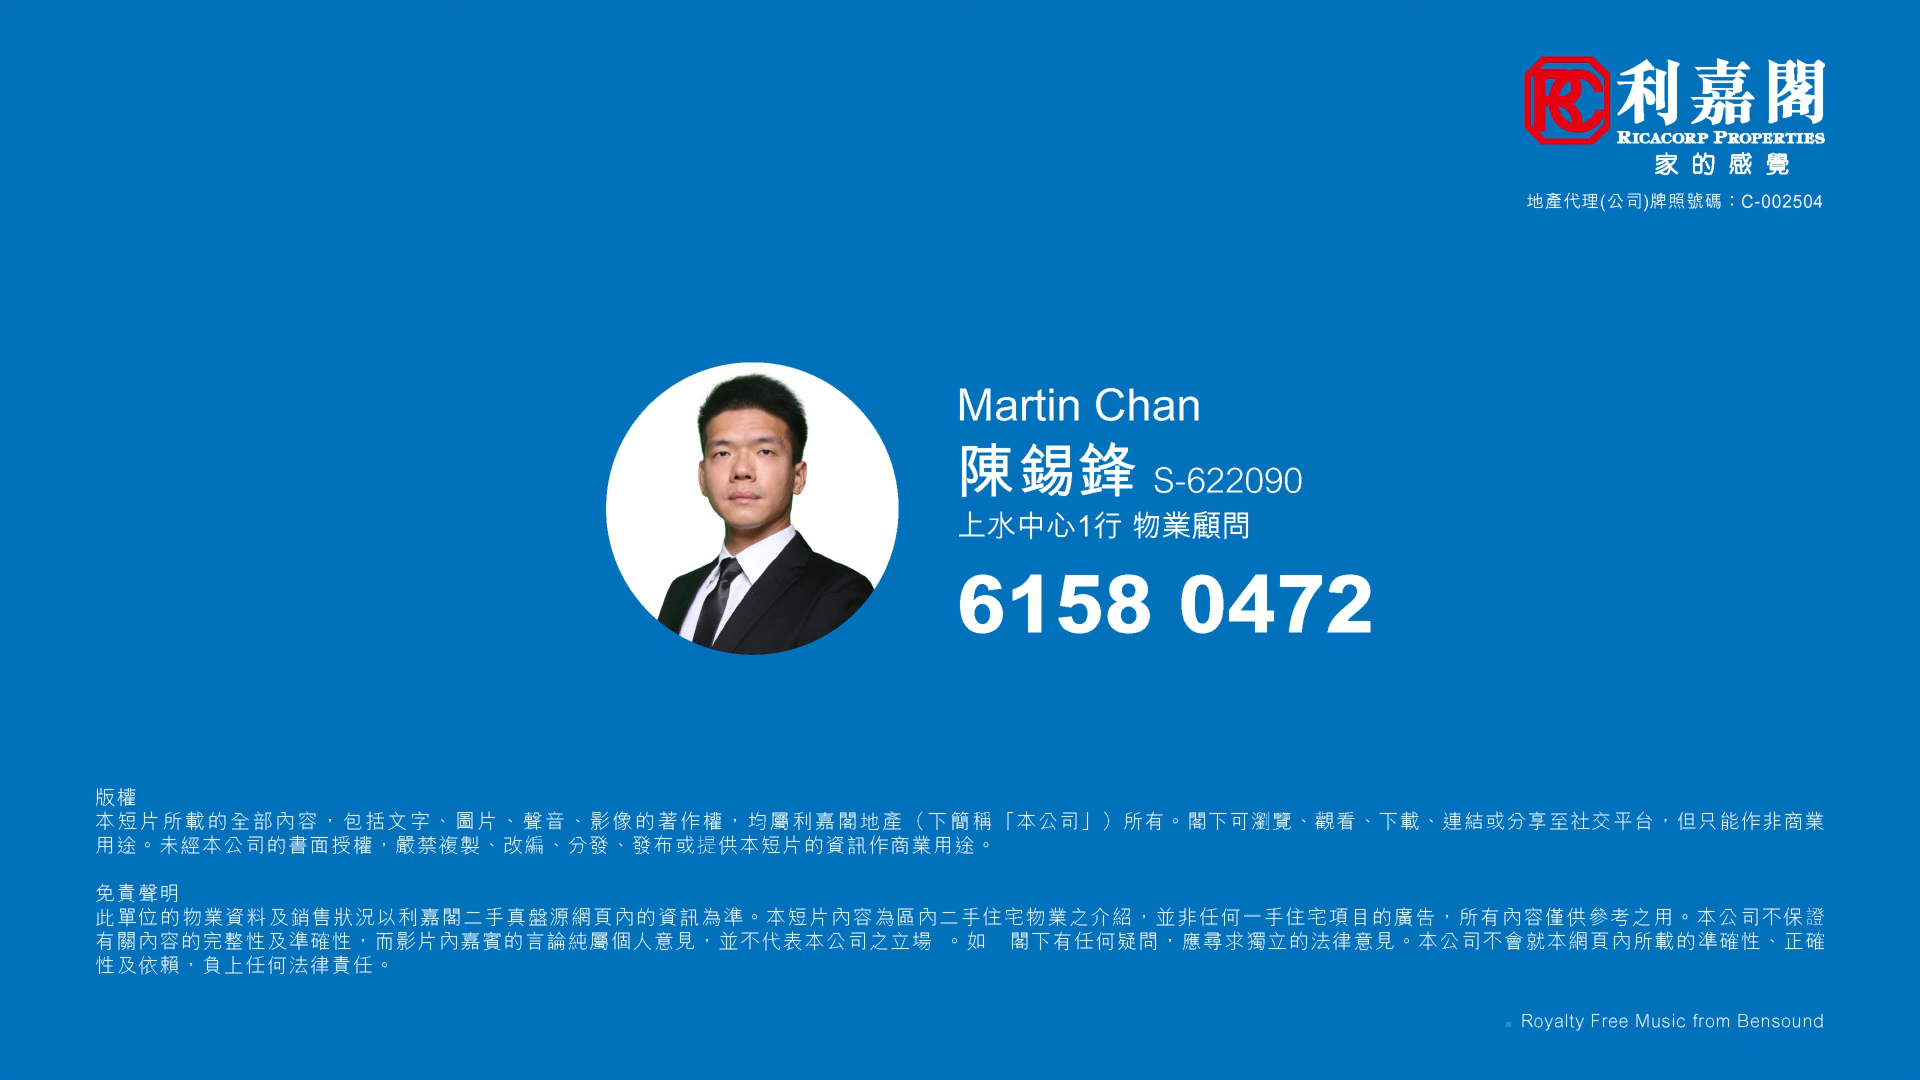 利嘉閣
RICACORP PROPERTIES
家的感覺
地產代理(公司)牌照號碼：C-002504
Martin Chan
陳錫鋒 S-622090
上水中心1行 物業顧問
6158 0472
版權
本短片所載的全部內容，包括文字、圖片、聲音、影像的著作權，均屬利嘉閣地產（下簡稱「本公司」）所有。閣下可瀏覽、觀看、下載、連結或分享至社交平台，但只能作非商業
用途。未經本公司的書面授權，嚴禁複製、改編、分發、發布或提供本短片的資訊作商業用途。
免責聲明
此單位的物業資料及銷售狀況以利嘉閣二手真盤源網頁內的資訊為準。本短片內容為區內二手住宅物業之介紹，並非任何一手住宅項目的廣告，所有內容僅供參考之用。本公司不保證
有關內容的完整性及準確性，而影片內嘉賓的言論純屬個人意見，並不代表本公司之立場 。如 閣下有任何疑問，應尋求獨立的法律意見。本公司不會就本網頁內所載的準確性、正確
性及依賴，負上任何法律責任。
Royalty Free Music from Bensound